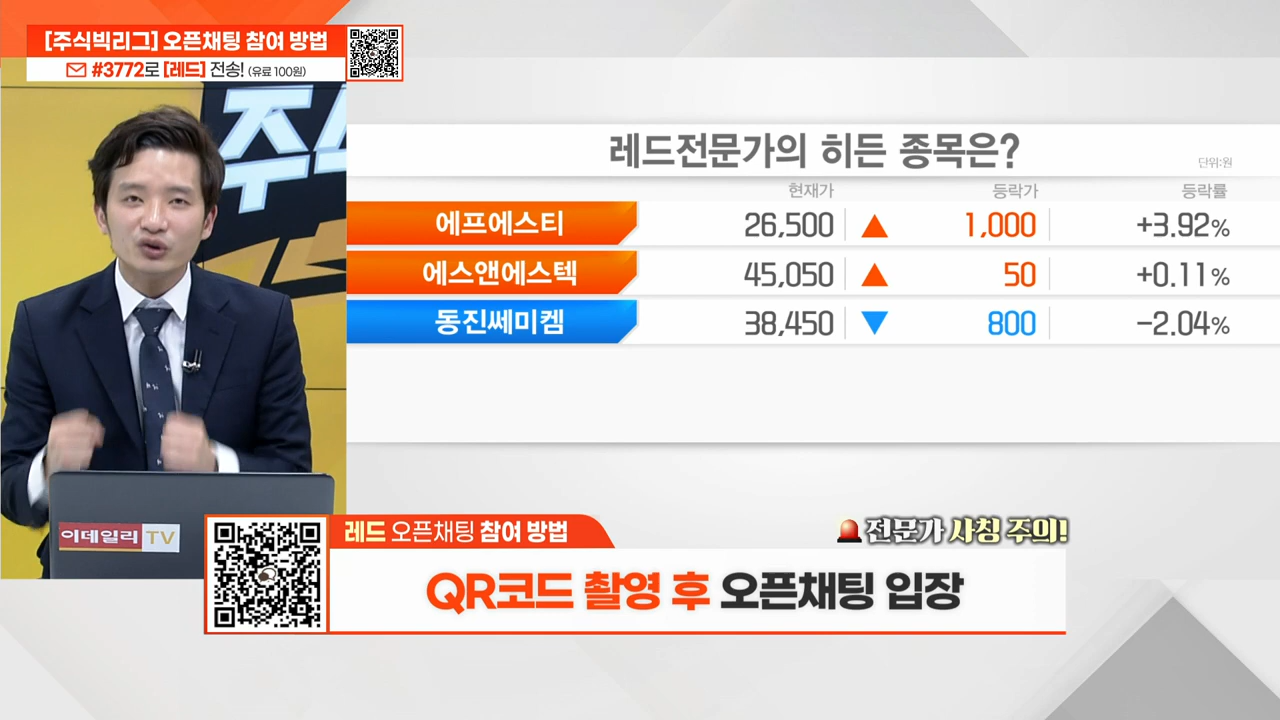 [주식빅리그] 오픈채팅 참여 방법
#3772로 [레드] 전송! (유료 100원)
주식
레드전문가의 히든 종목은?
단위:원
현재가 등락가 등락률
에프에스티 26,500 ▲ 1,000 +3.92%
에스앤에스텍 45,050 ▲ 50 +0.11%
동진쎄미켐 38,450 ▼ 800 -2.04%
이데일리 TV
레드 오픈채팅 참여 방법
전문가 사칭 주의!
QR코드 촬영 후 오픈채팅 입장